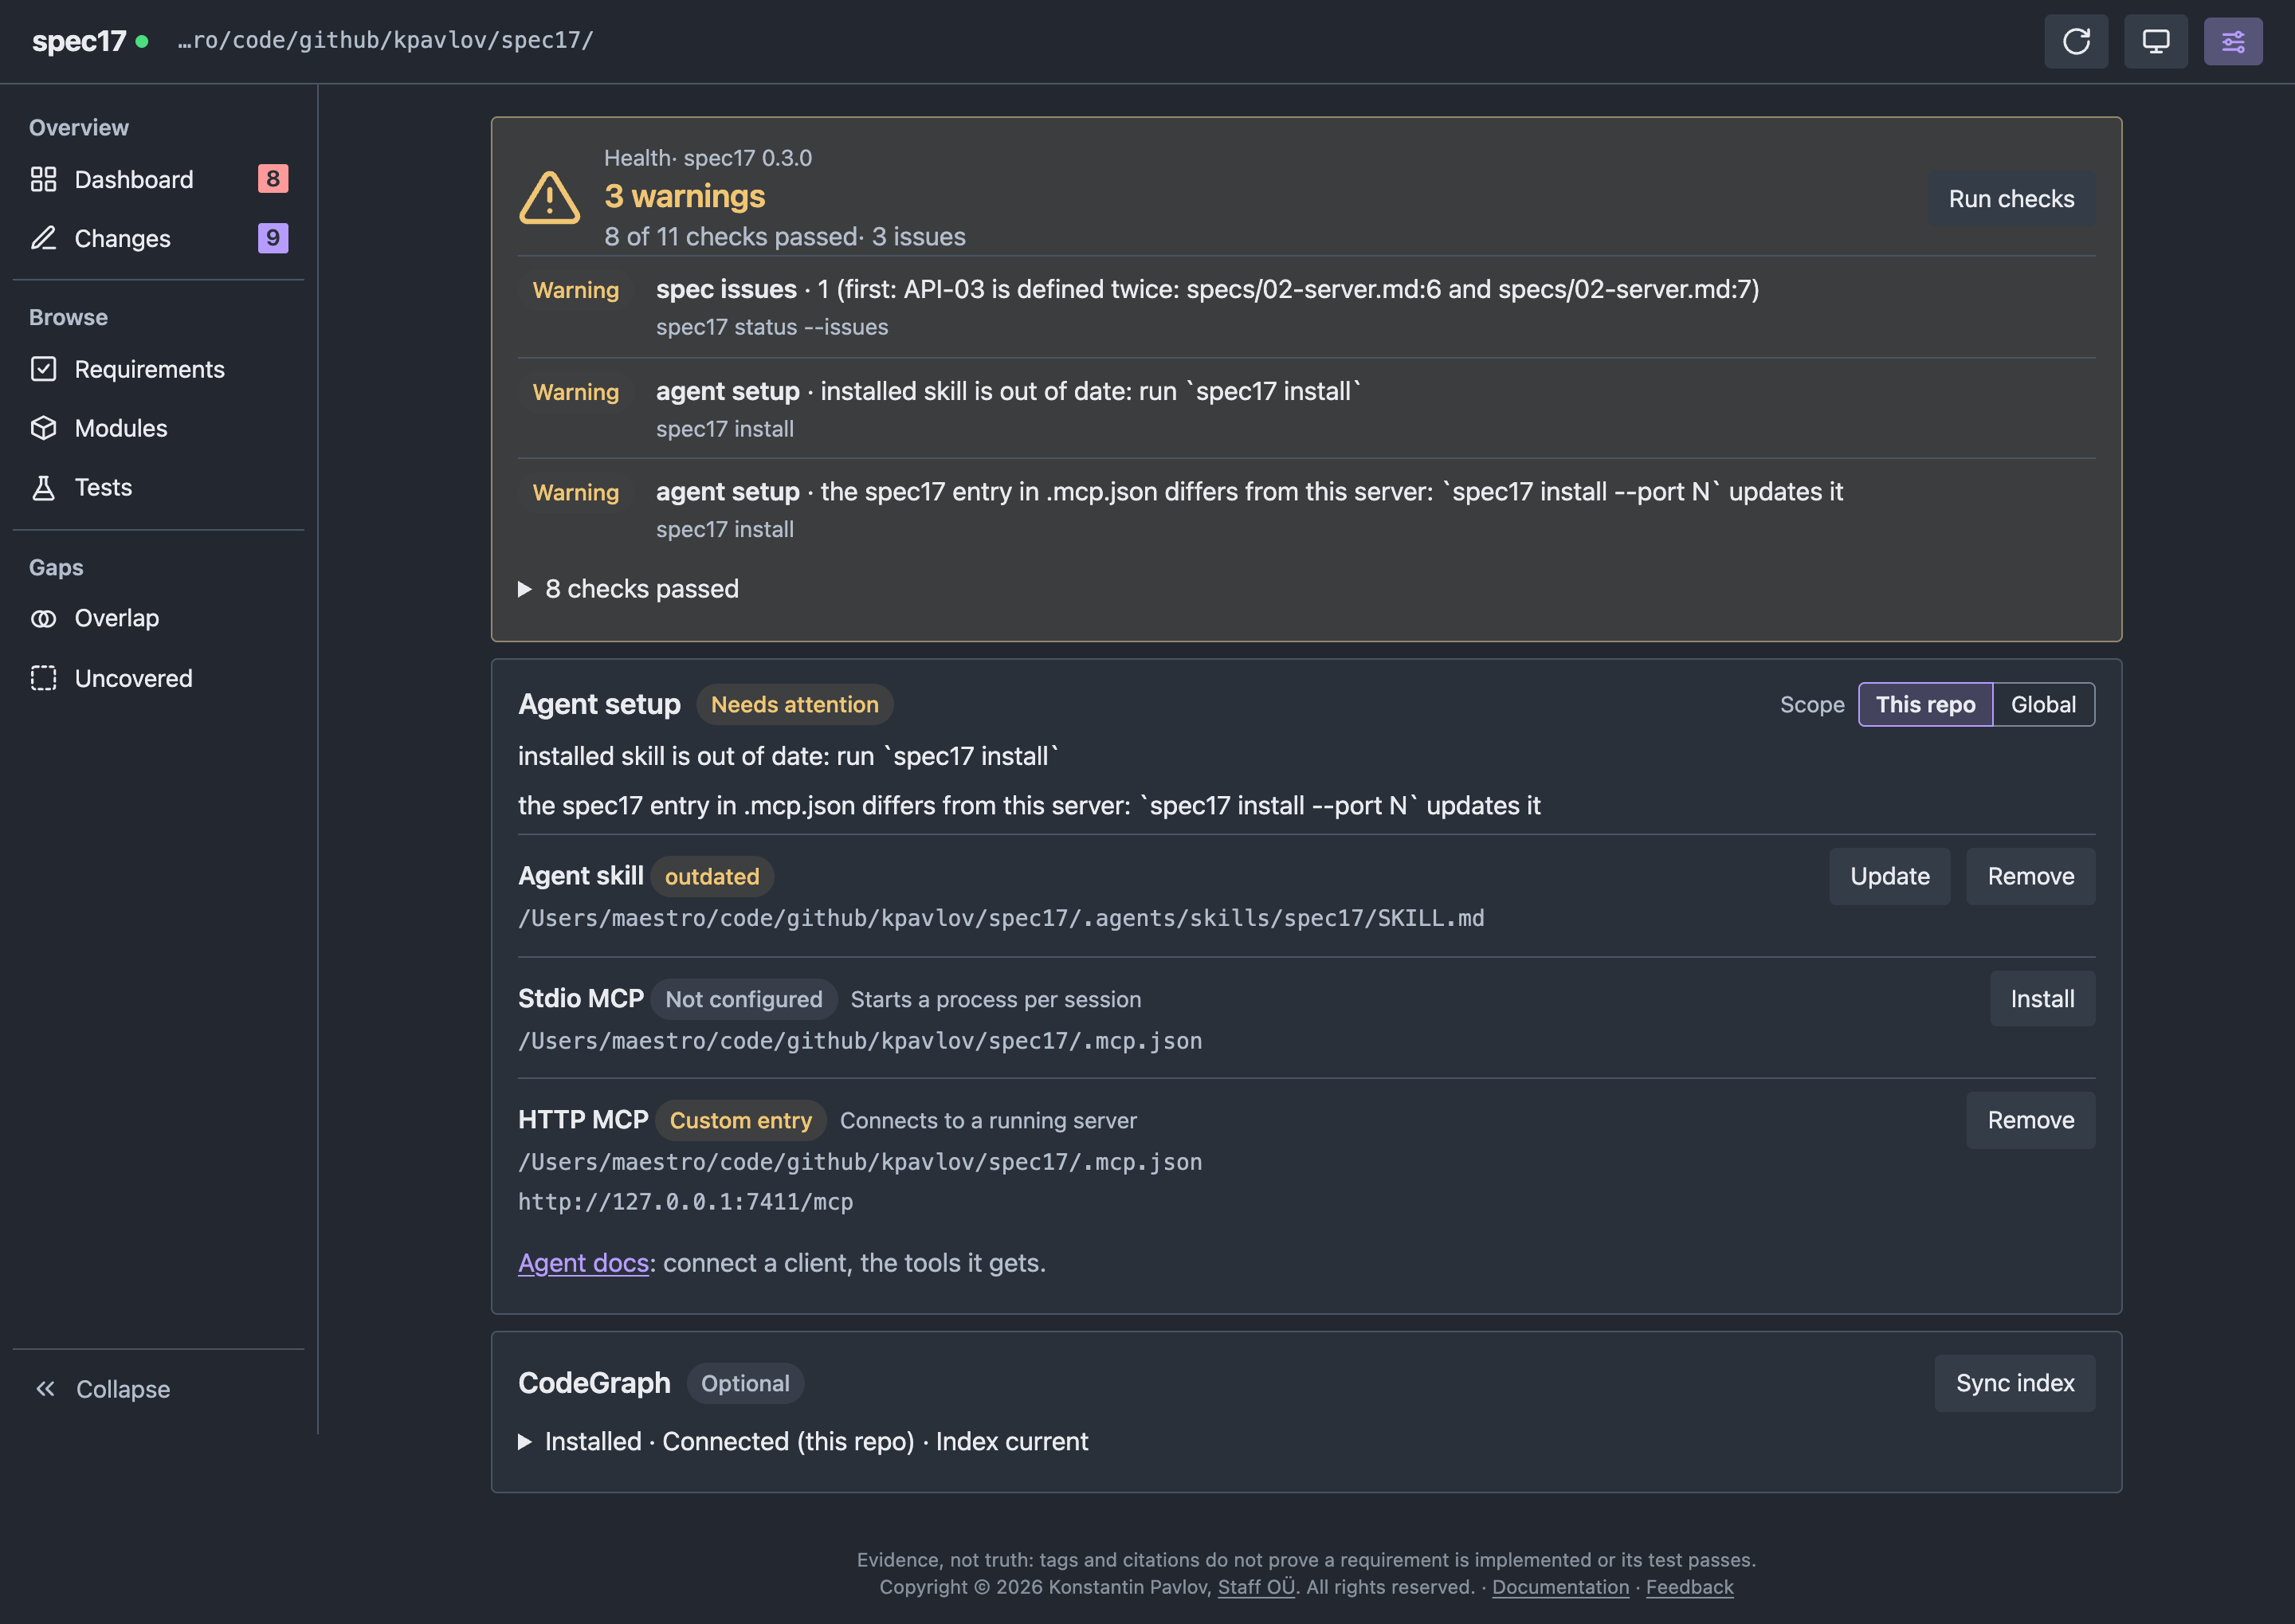 spec17 …ro/code/github/kpavlov/spec17/
Overview
Dashboard 8
Changes 9
Browse
Requirements
Modules
Tests
Gaps
Overlap
Uncovered
Collapse
Health· spec17 0.3.0
3 warnings
8 of 11 checks passed· 3 issues
Run checks
Warning spec issues · 1 (first: API-03 is defined twice: specs/02-server.md:6 and specs/02-server.md:7)
spec17 status --issues
Warning agent setup · installed skill is out of date: run `spec17 install`
spec17 install
Warning agent setup · the spec17 entry in .mcp.json differs from this server: `spec17 install --port N` updates it
spec17 install
8 checks passed
Agent setup Needs attention Scope This repo Global
installed skill is out of date: run `spec17 install`
the spec17 entry in .mcp.json differs from this server: `spec17 install --port N` updates it
Agent skill outdated Update Remove
/Users/maestro/code/github/kpavlov/spec17/.agents/skills/spec17/SKILL.md
Stdio MCP Not configured Starts a process per session Install
/Users/maestro/code/github/kpavlov/spec17/.mcp.json
HTTP MCP Custom entry Connects to a running server Remove
/Users/maestro/code/github/kpavlov/spec17/.mcp.json
http://127.0.0.1:7411/mcp
Agent docs: connect a client, the tools it gets.
CodeGraph Optional Sync index
Installed · Connected (this repo) · Index current
Evidence, not truth: tags and citations do not prove a requirement is implemented or its test passes.
Copyright © 2026 Konstantin Pavlov, Staff OÜ. All rights reserved. · Documentation · Feedback